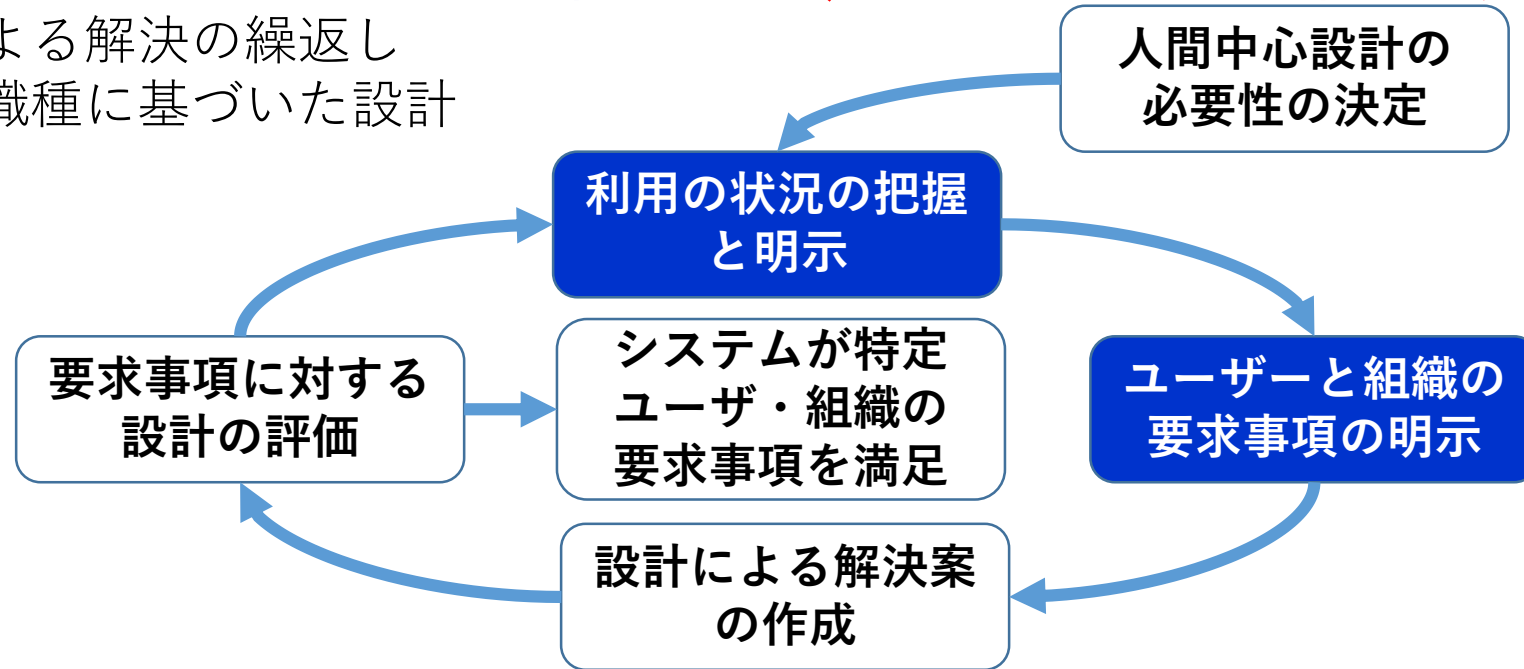 よる解決の繰返し
職種に基づいた設計
人間中心設計の
必要性の決定
利用の状況の把握
と明示
ユーザーと組織の
要求事項の明示
システムが特定
ユーザ・組織の
要求事項を満足
要求事項に対する
設計の評価
設計による解決案
の作成